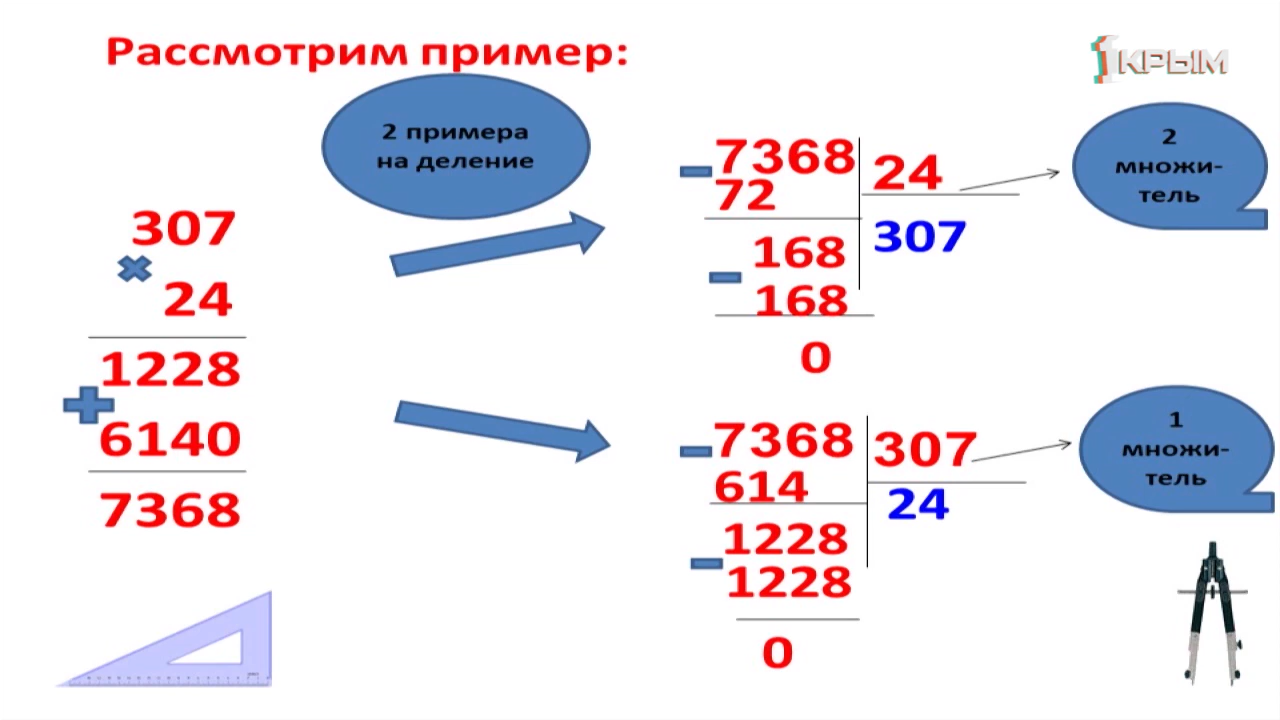 Рассмотрим пример:
1КРЫМ
2 примера
на деление
307
24
1228
6140
7368
7368
24
72
307
168
168
0
2
множи-
тель
7368
307
614
24
1228
1228
0
1
множи-
тель